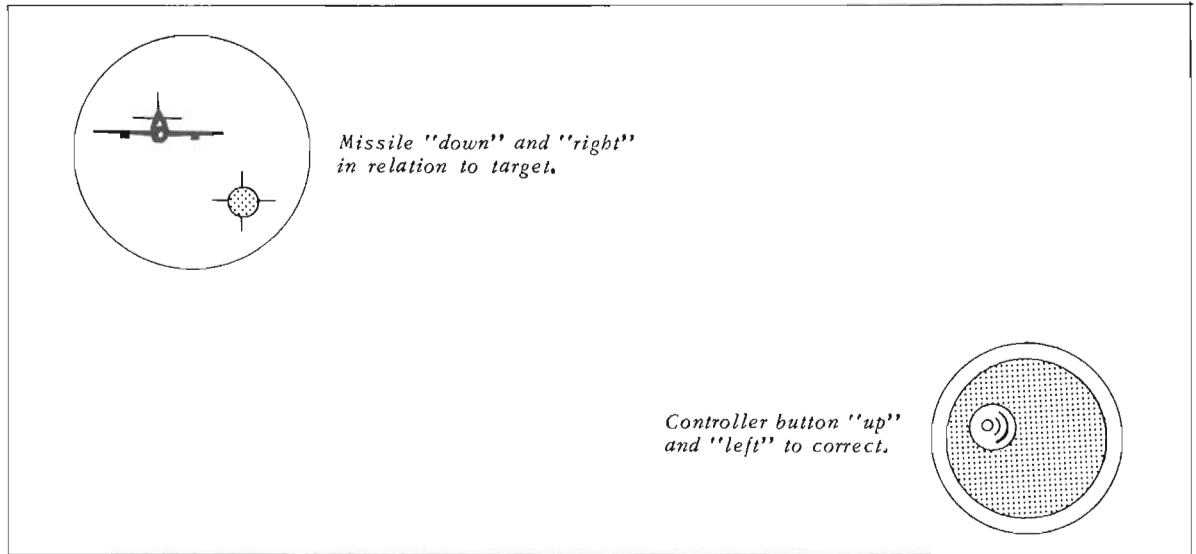 Missile "down" and "right"
in relation to target.
Controller button "up"
and "left" to correct.